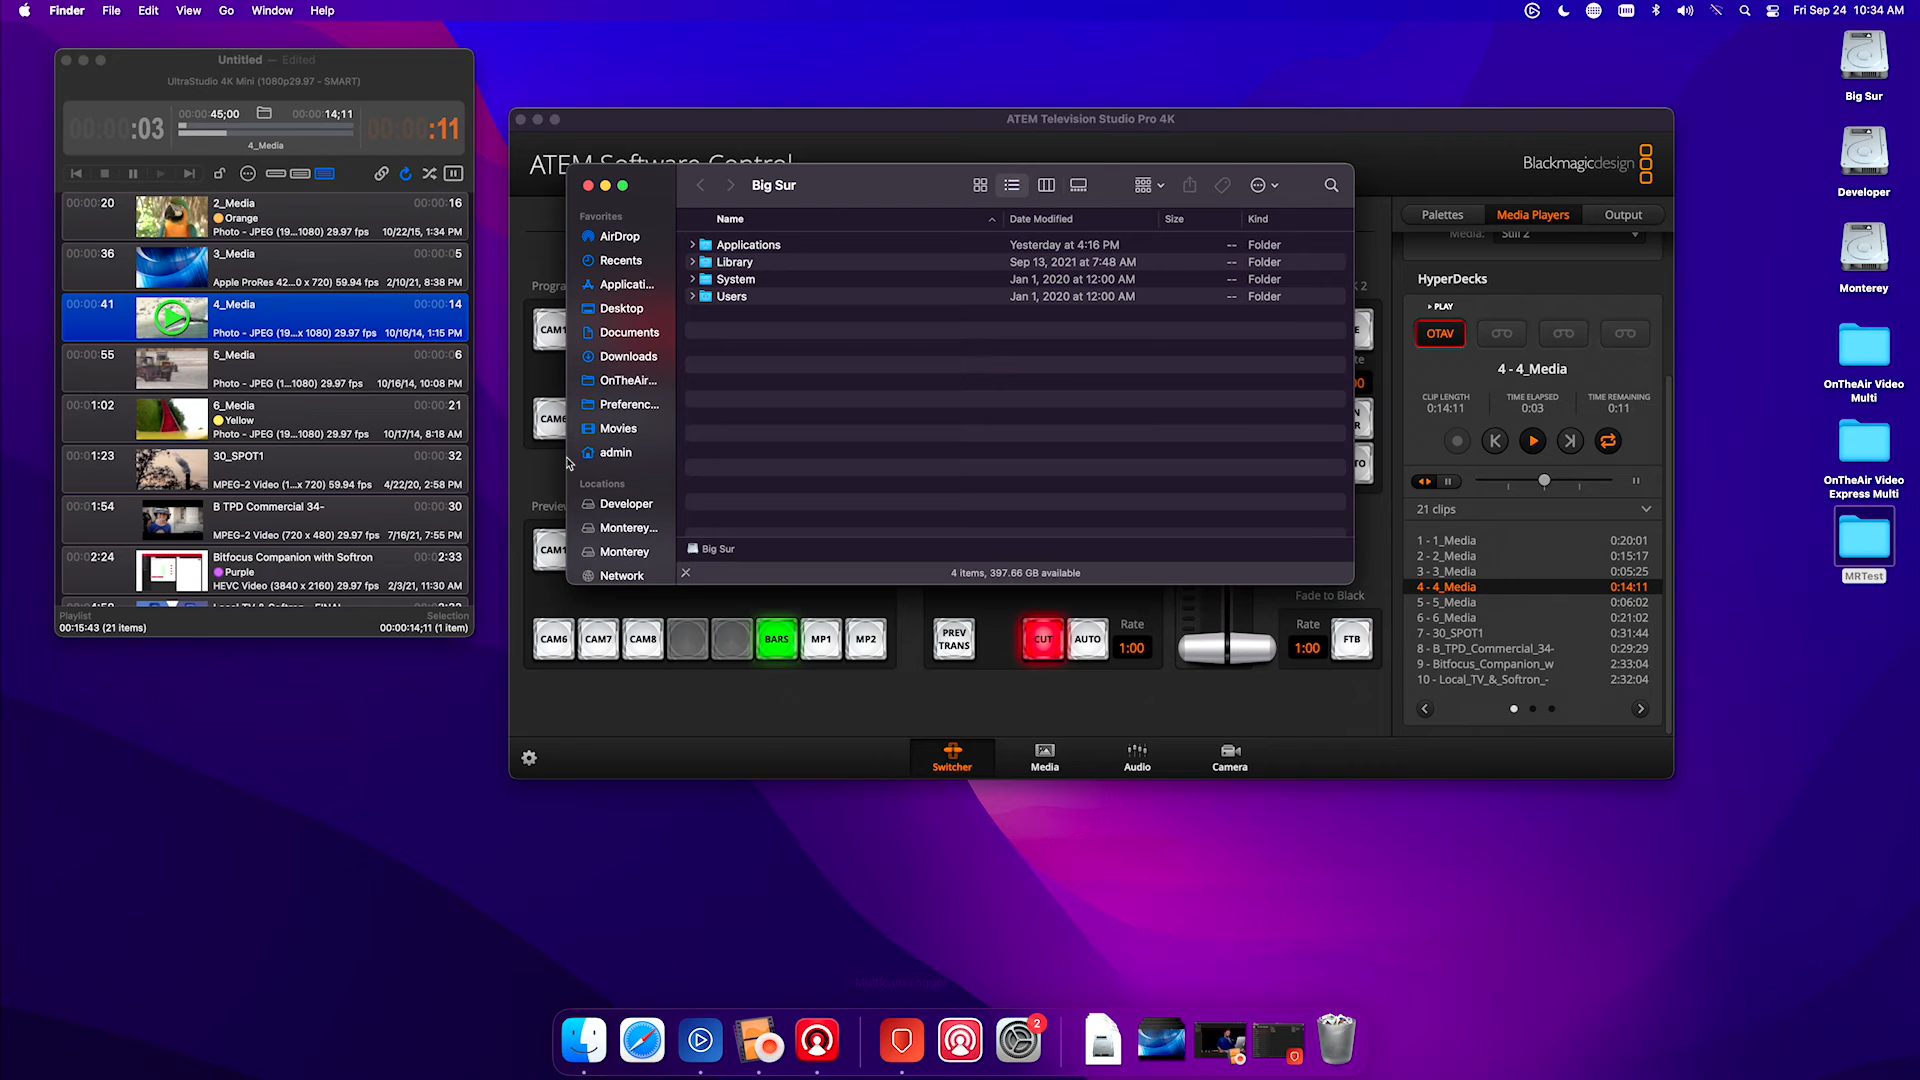 Finder File Edit View Go Window Help
Fri Sep 24 10:34 AM
Untitled — Edited
UltraStudio 4K Mini (1080p29.97 - SMART)
00:00:03
00:00:45;00
00:00:14;11
00:00:11
4_Media
00:00:20 2_Media 00:00:16
Orange
Photo - JPEG (19...1080) 29.97 fps 10/22/15, 1:34 PM
00:00:36 3_Media 00:00:05
Apple ProRes 42...0 x 720) 59.94 fps 2/10/21, 8:38 PM
00:00:41 4_Media 00:00:14
Photo - JPEG (19...x 1080) 29.97 fps 10/16/14, 1:15 PM
00:00:55 5_Media 00:00:06
Photo - JPEG (1...1080) 29.97 fps 10/16/14, 10:08 PM
00:01:02 6_Media 00:00:21
Yellow
Photo - JPEG (19...1080) 29.97 fps 10/17/14, 8:18 AM
00:01:23 30_SPOT1 00:00:32
MPEG-2 Video (1...x 720) 59.94 fps 4/22/20, 2:58 PM
00:01:54 B TPD Commercial 34- 00:00:30
MPEG-2 Video (720 x 480) 29.97 fps 7/16/21, 7:55 PM
00:02:24 Bitfocus Companion with Softron 00:02:33
Purple
HEVC Video (3840 x 2160) 29.97 fps 2/3/21, 11:30 AM
Playlist Selection
00:15:43 (21 items) 00:00:14;11 (1 item)
ATEM Television Studio Pro 4K
ATEM Software Control
Blackmagicdesign
Big Sur
Favorites
AirDrop
Recents
Applicati...
Desktop
Documents
Downloads
OnTheAir...
Preferenc...
Movies
admin
Locations
Developer
Monterey...
Monterey
Network
Name Date Modified Size Kind
Applications Yesterday at 4:16 PM -- Folder
Library Sep 13, 2021 at 7:48 AM -- Folder
System Jan 1, 2020 at 12:00 AM -- Folder
Users Jan 1, 2020 at 12:00 AM -- Folder
Big Sur
4 items, 397.66 GB available
CAM6 CAM7 CAM8 BARS MP1 MP2
PREV
TRANS
CUT AUTO
Rate
1:00
Fade to Black
Rate
1:00
FTB
Switcher Media Audio Camera
Palettes Media Players Output
Media: Still 2
HyperDecks
PLAY
OTAV
4 - 4_Media
CLIP LENGTH TIME ELAPSED TIME REMAINING
0:14:11 0:03 0:11
21 clips
1 - 1_Media 0:20:01
2 - 2_Media 0:15:17
3 - 3_Media 0:05:25
4 - 4_Media 0:14:11
5 - 5_Media 0:06:02
6 - 6_Media 0:21:02
7 - 30_SPOT1 0:31:44
8 - B_TPD_Commercial_34- 0:29:29
9 - Bitfocus_Companion_w 2:33:04
10 - Local_TV_&_Softron_- 2:32:04
Big Sur
Developer
Monterey
OnTheAir Video
Multi
OnTheAir Video
Express Multi
MRTest
2